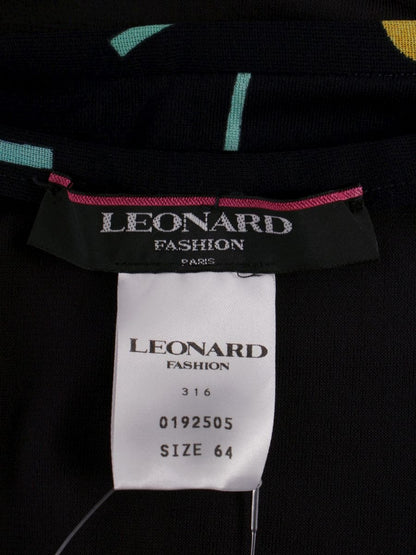 LEONARD
FASHION
PARIS
LEONARD
FASHION
316
0192505
SIZE 64